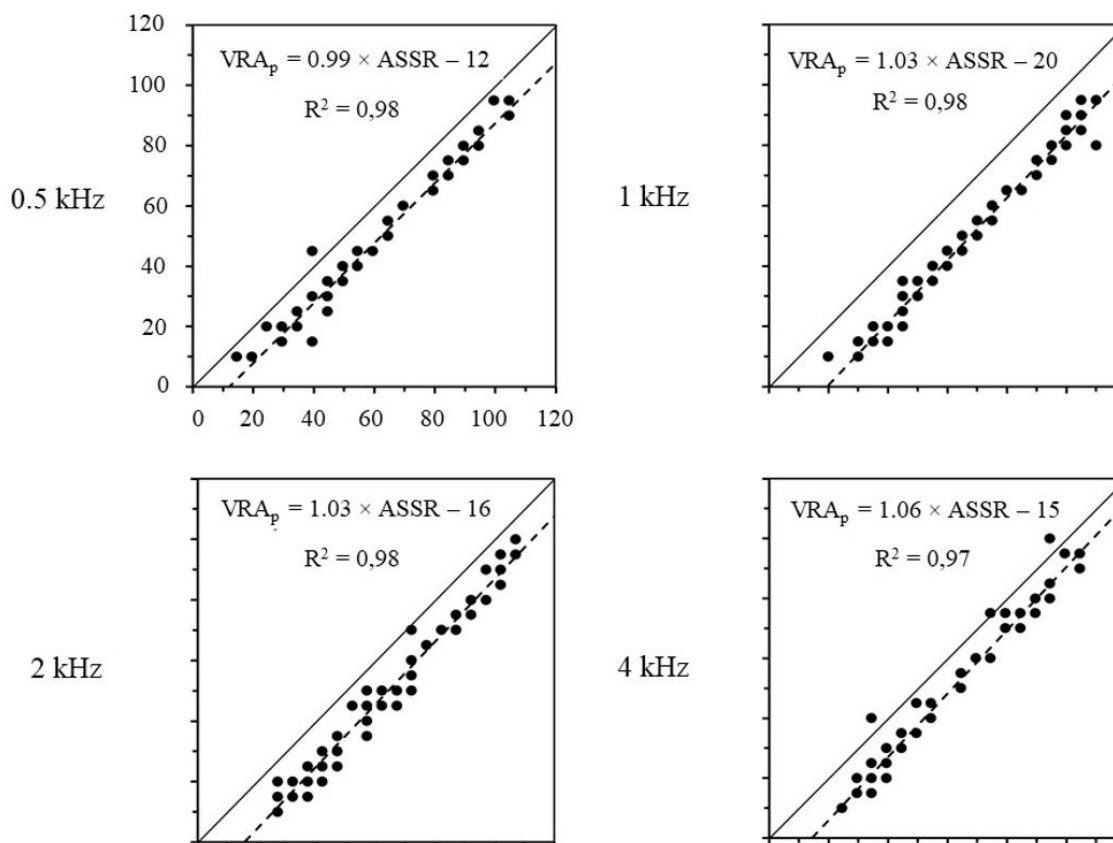 120
VRAp = 0.99 × ASSR – 12
R² = 0,98
100
80
0.5 kHz
60
40
20
0
0 20 40 60 80 100 120
VRAp = 1.03 × ASSR – 20
R² = 0,98
1 kHz
VRAp = 1.03 × ASSR – 16
R² = 0,98
2 kHz
VRAp = 1.06 × ASSR – 15
R² = 0,97
4 kHz